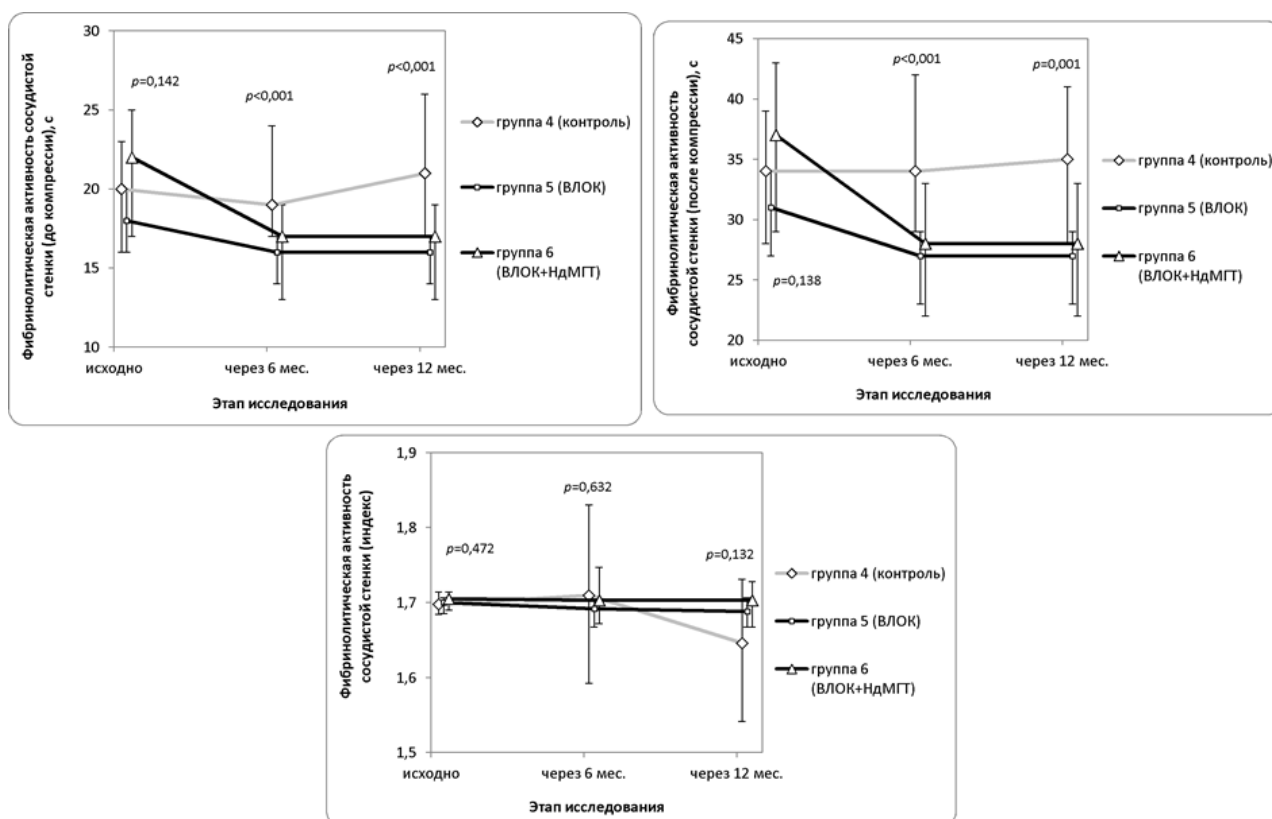 Фибринолитическая активность сосудистой
стенки (до компрессии), с
30
25
20
15
10
p=0,142
p<0,001
p<0,001
исходно
через 6 мес.
через 12 мес.
Этап исследования
группа 4 (контроль)
группа 5 (ВЛОК)
группа 6
(ВЛОК+НдМГТ)
Фибринолитическая активность
сосудистой стенки (после компрессии), с
45
40
35
30
25
20
p<0,001
p=0,001
p=0,138
исходно
через 6 мес.
через 12 мес.
Этап исследования
группа 4 (контроль)
группа 5 (ВЛОК)
группа 6
(ВЛОК+НдМГТ)
Фибринолитическая активность
сосудистой стенки (индекс)
1,9
1,8
1,7
1,6
1,5
p=0,472
p=0,632
p=0,132
исходно
через 6 мес.
через 12 мес.
Этап исследования
группа 4 (контроль)
группа 5 (ВЛОК)
группа 6
(ВЛОК+НдМГТ)